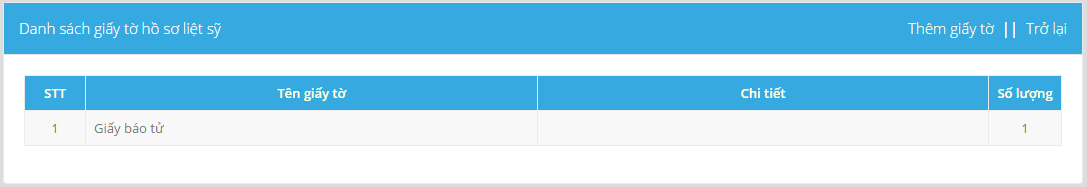 Danh sách giấy tờ hồ sơ liệt sỹ
Thêm giấy tờ || Trở lại
STT Tên giấy tờ Chi tiết Số lượng
1 Giấy báo tử 1